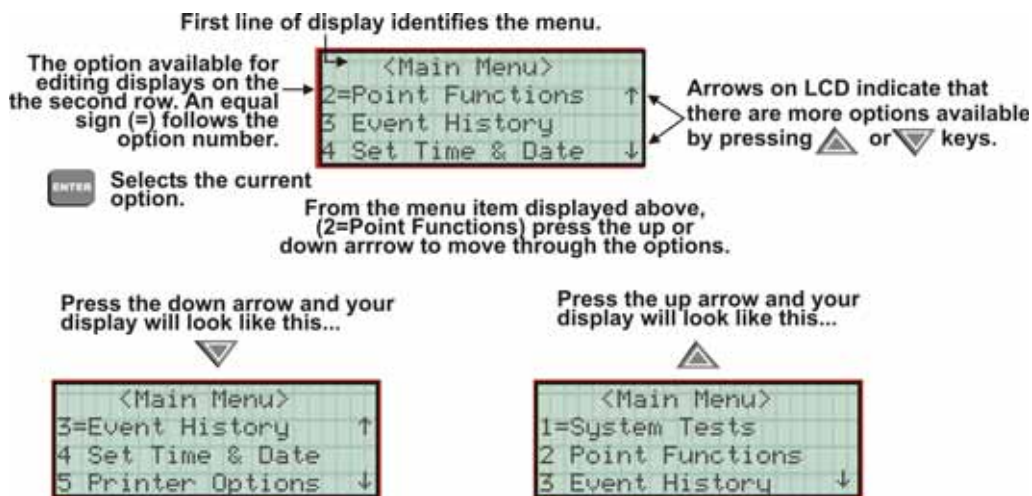 First line of display identifies the menu.
The option available for
editing displays on the
the second row. An equal
sign (=) follows the
option number.
<Main Menu>
2=Point Functions ↑
3 Event History
4 Set Time & Date ↓
Arrows on LCD indicate that
there are more options available
by pressing or keys.
ENTER
Selects the current
option.
From the menu item displayed above,
(2=Point Functions) press the up or
down arrrow to move through the options.
Press the down arrow and your
display will look like this...
<Main Menu>
3=Event History ↑
4 Set Time & Date
5 Printer Options ↓
Press the up arrow and your
display will look like this...
<Main Menu>
1=System Tests
2 Point Functions
3 Event History ↓